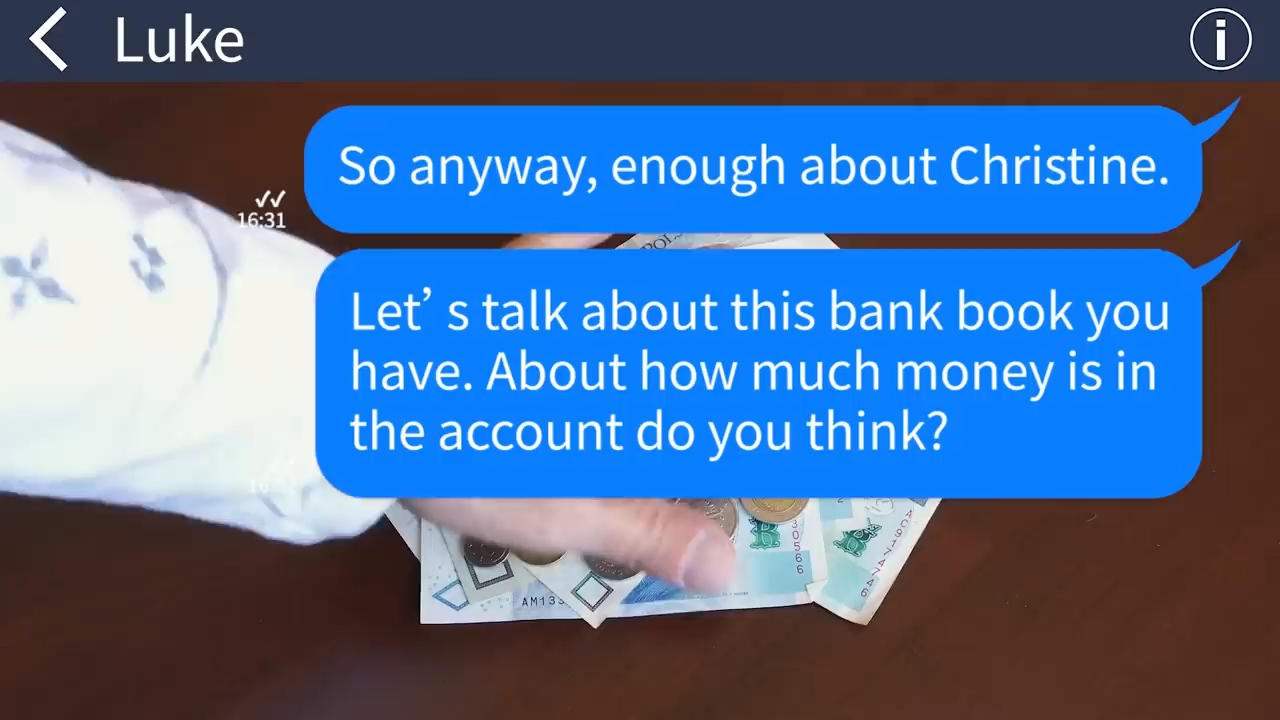 Luke
So anyway, enough about Christine.
16:31
Let’s talk about this bank book you
have. About how much money is in
the account do you think?